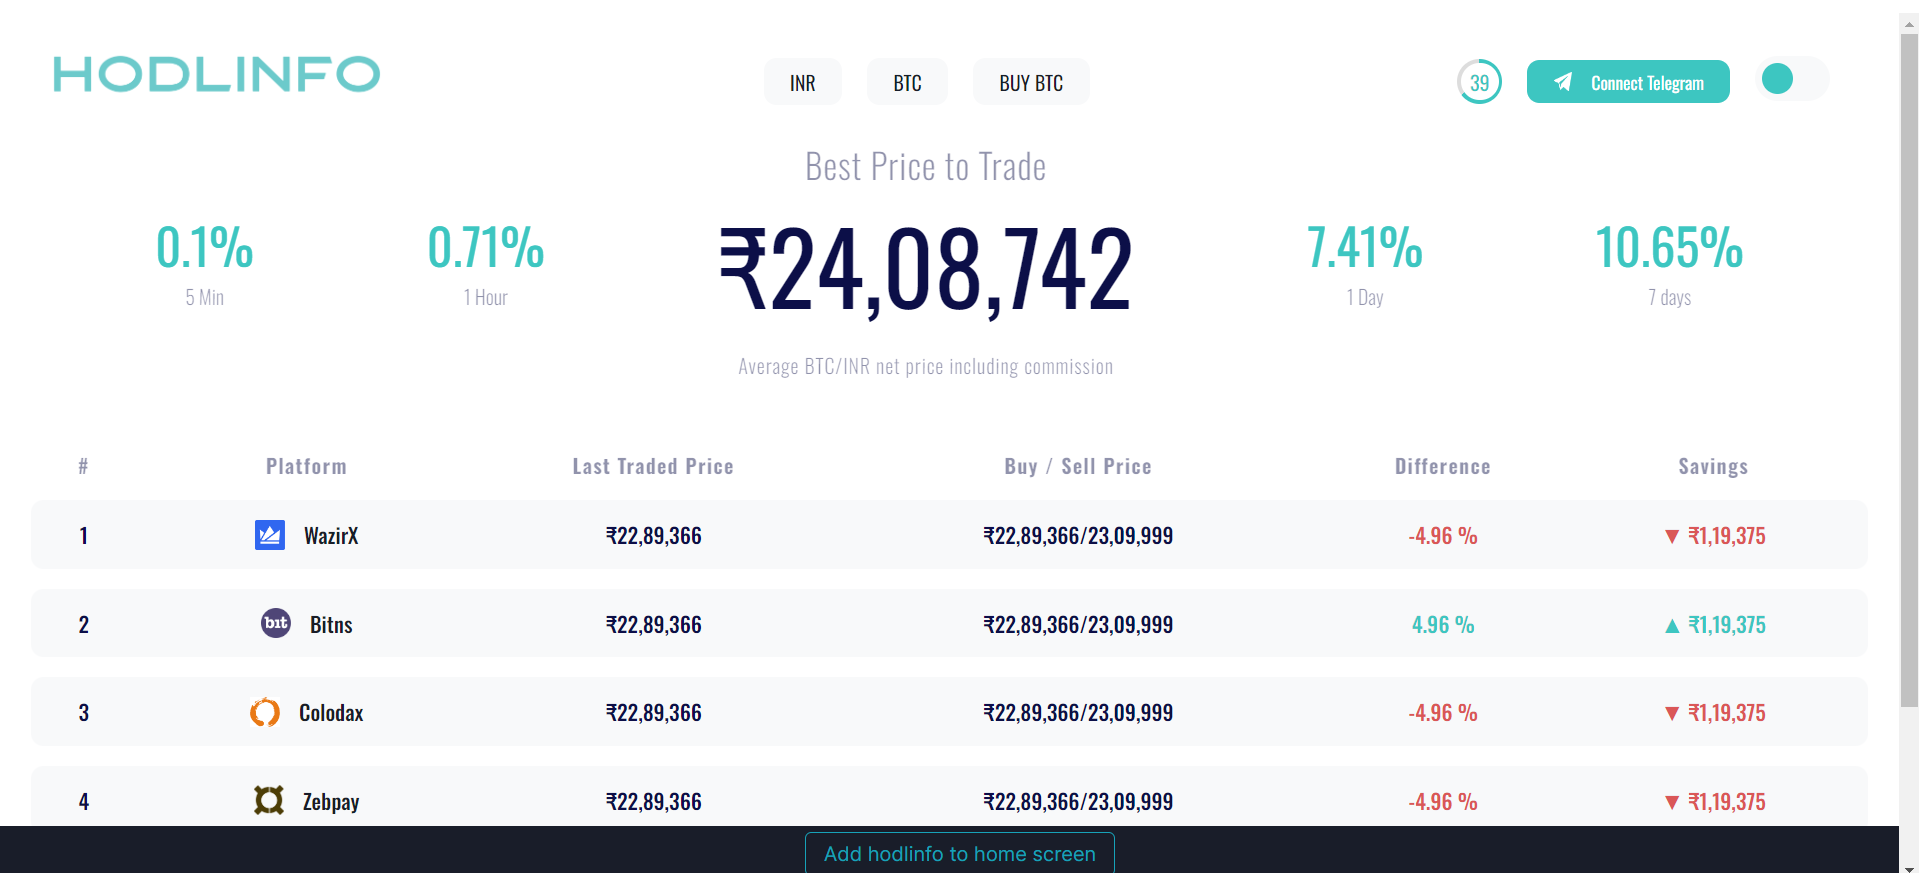 HODLINFO
INR BTC BUY BTC
39 Connect Telegram
Best Price to Trade
0.1%
5 Min
0.71%
1 Hour
₹24,08,742
7.41%
1 Day
10.65%
7 days
Average BTC/INR net price including commission
# Platform Last Traded Price Buy / Sell Price Difference Savings
1 WazirX ₹22,89,366 ₹22,89,366/23,09,999 -4.96 % ▼ ₹1,19,375
2 bit Bitns ₹22,89,366 ₹22,89,366/23,09,999 4.96 % ▲ ₹1,19,375
3 Colodax ₹22,89,366 ₹22,89,366/23,09,999 -4.96 % ▼ ₹1,19,375
4 Zebpay ₹22,89,366 ₹22,89,366/23,09,999 -4.96 % ▼ ₹1,19,375
Add hodlinfo to home screen